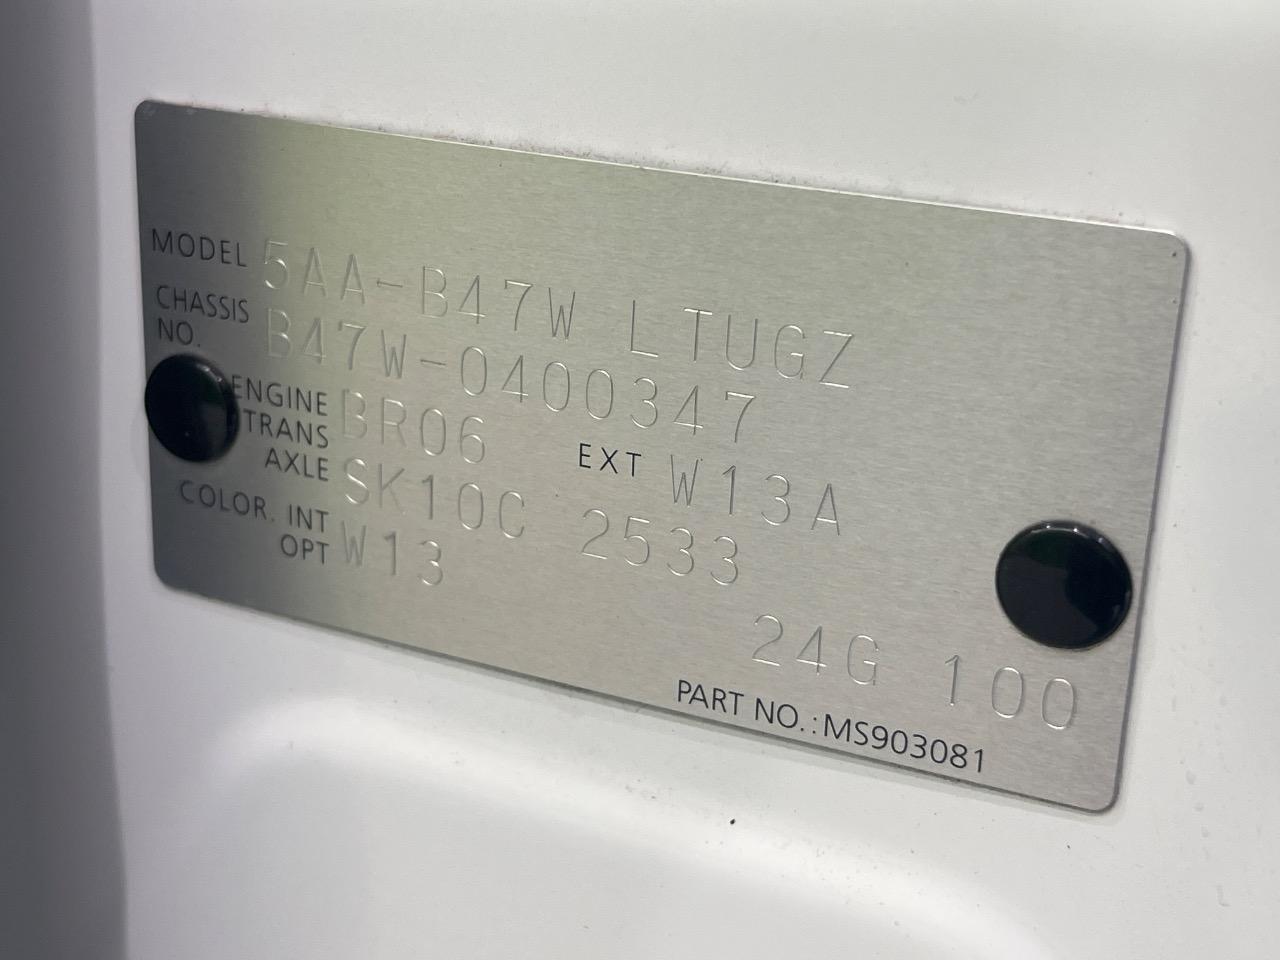 MODEL 5AA-B47W LTUGZ
CHASSIS NO. B47W-0400347
ENGINE BR06 EXT W13A
TRANS AXLE SK10C 2533
COLOR. INT OPT W13
24G 100
PART NO.:MS903081